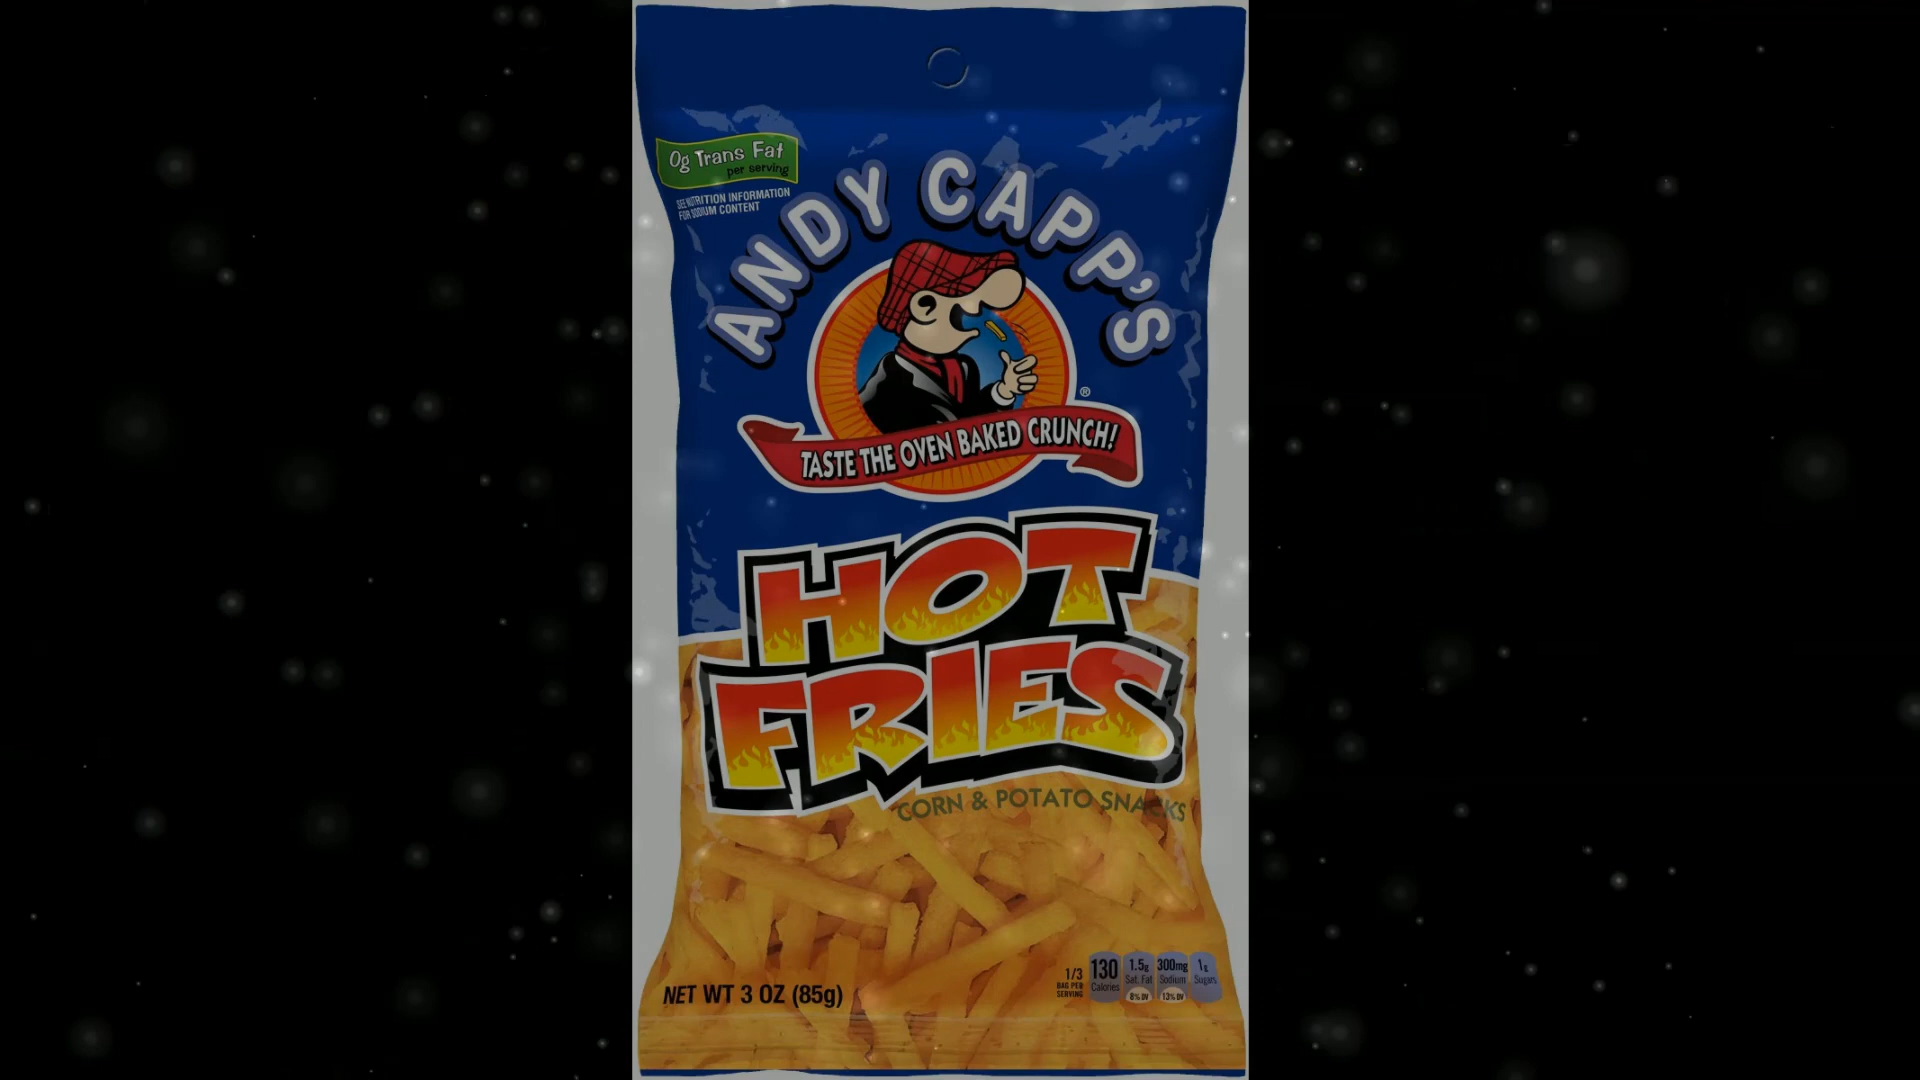 0g Trans Fat
per serving
SEE NUTRITION INFORMATION
FOR SODIUM CONTENT
ANDY CAPP'S
®
TASTE THE OVEN BAKED CRUNCH!
HOT
FRIES
CORN & POTATO SNACKS
NET WT 3 OZ (85g)
1/3
BAG PER
SERVING
130
Calories
1.5g
Sat. Fat
8% DV
300mg
Sodium
13% DV
1g
Sugars